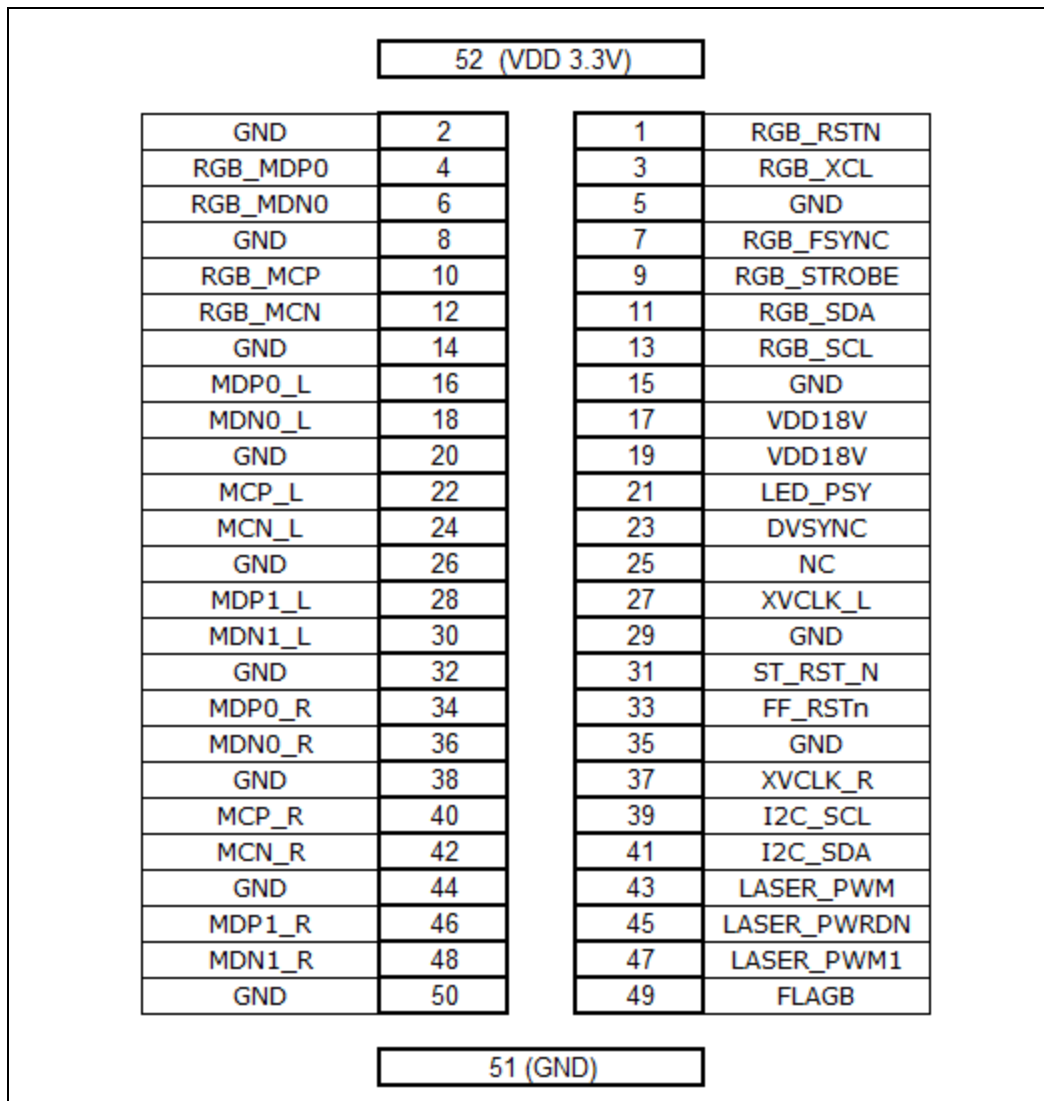 52 (VDD 3.3V)
GND 2 1 RGB_RSTN
RGB_MDP0 4 3 RGB_XCL
RGB_MDN0 6 5 GND
GND 8 7 RGB_FSYNC
RGB_MCP 10 9 RGB_STROBE
RGB_MCN 12 11 RGB_SDA
GND 14 13 RGB_SCL
MDP0_L 16 15 GND
MDN0_L 18 17 VDD18V
GND 20 19 VDD18V
MCP_L 22 21 LED_PSY
MCN_L 24 23 DVSYNC
GND 26 25 NC
MDP1_L 28 27 XVCLK_L
MDN1_L 30 29 GND
GND 32 31 ST_RST_N
MDP0_R 34 33 FF_RSTn
MDN0_R 36 35 GND
GND 38 37 XVCLK_R
MCP_R 40 39 I2C_SCL
MCN_R 42 41 I2C_SDA
GND 44 43 LASER_PWM
MDP1_R 46 45 LASER_PWRDN
MDN1_R 48 47 LASER_PWM1
GND 50 49 FLAGB
51 (GND)